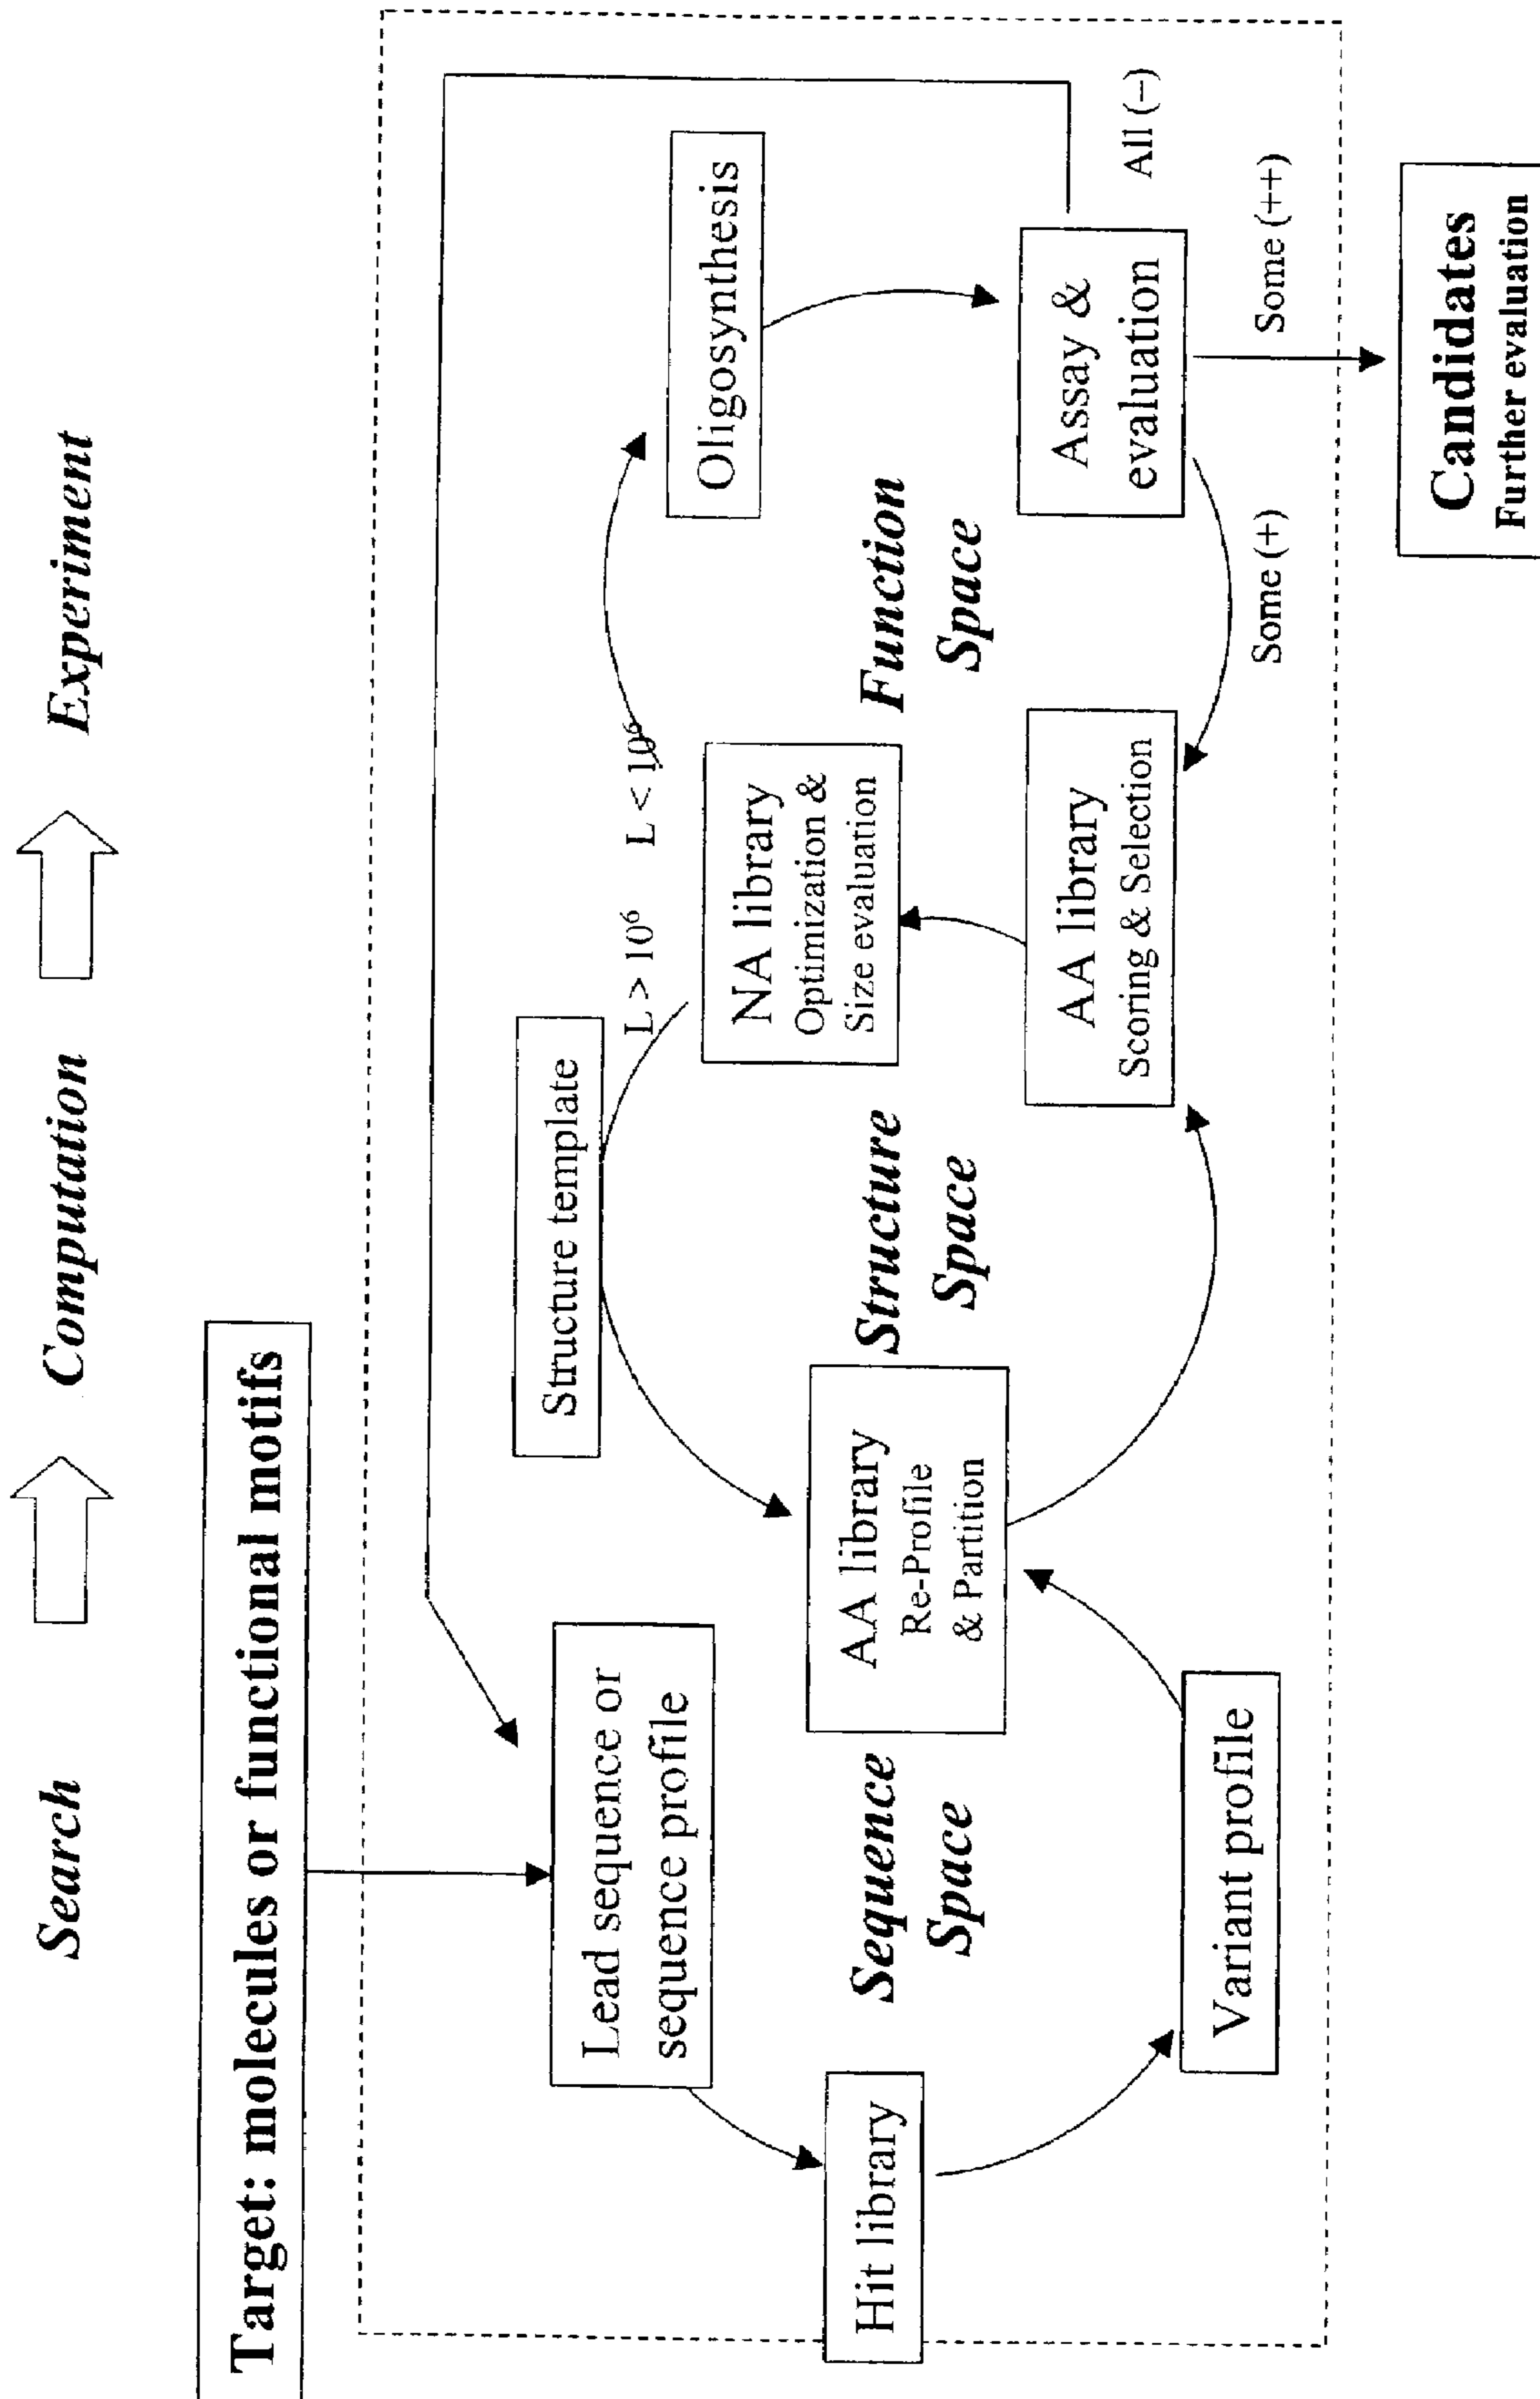 Search
Computation
Experiment
Target: molecules or functional motifs
Lead sequence or
sequence profile
Structure template
Oligosynthesis
L > 10⁶
L < 10⁶
All (–)
Hit library
Sequence
Space
AA library
Re-Profile
& Partition
Structure
Space
NA library
Optimization &
Size evaluation
Function
Space
Variant profile
AA library
Scoring & Selection
Assay &
evaluation
Some (+)
Some (++)
Candidates
Further evaluation